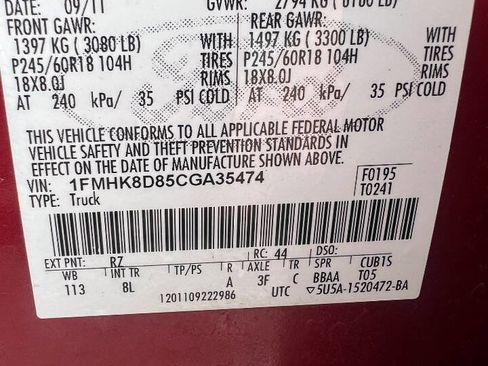 DATE: 09/11 GVWR: 2794 KG ( 6160 LB)
FRONT GAWR: REAR GAWR:
1397 KG ( 3080 LB) WITH 1497 KG ( 3300 LB) WITH
P245/60R18 104H TIRES P245/60R18 104H TIRES
18X8.0J RIMS 18X8.0J RIMS
AT 240 kPa/ 35 PSI COLD AT 240 kPa/ 35 PSI COLD
THIS VEHICLE CONFORMS TO ALL APPLICABLE FEDERAL MOTOR
VEHICLE SAFETY AND THEFT PREVENTION STANDARDS IN
EFFECT ON THE DATE OF MANUFACTURE SHOWN ABOVE.
VIN: 1FMHK8D85CGA35474 F0195
TYPE: Truck T0241
EXT PNT: RZ RC: 44 DSO:
WB INT TR TP/PS R AXLE TR SPR CUB1S
113 8L A 3F C BBAA T05
1201109222986 UTC ▽5U5A-1520472-BA